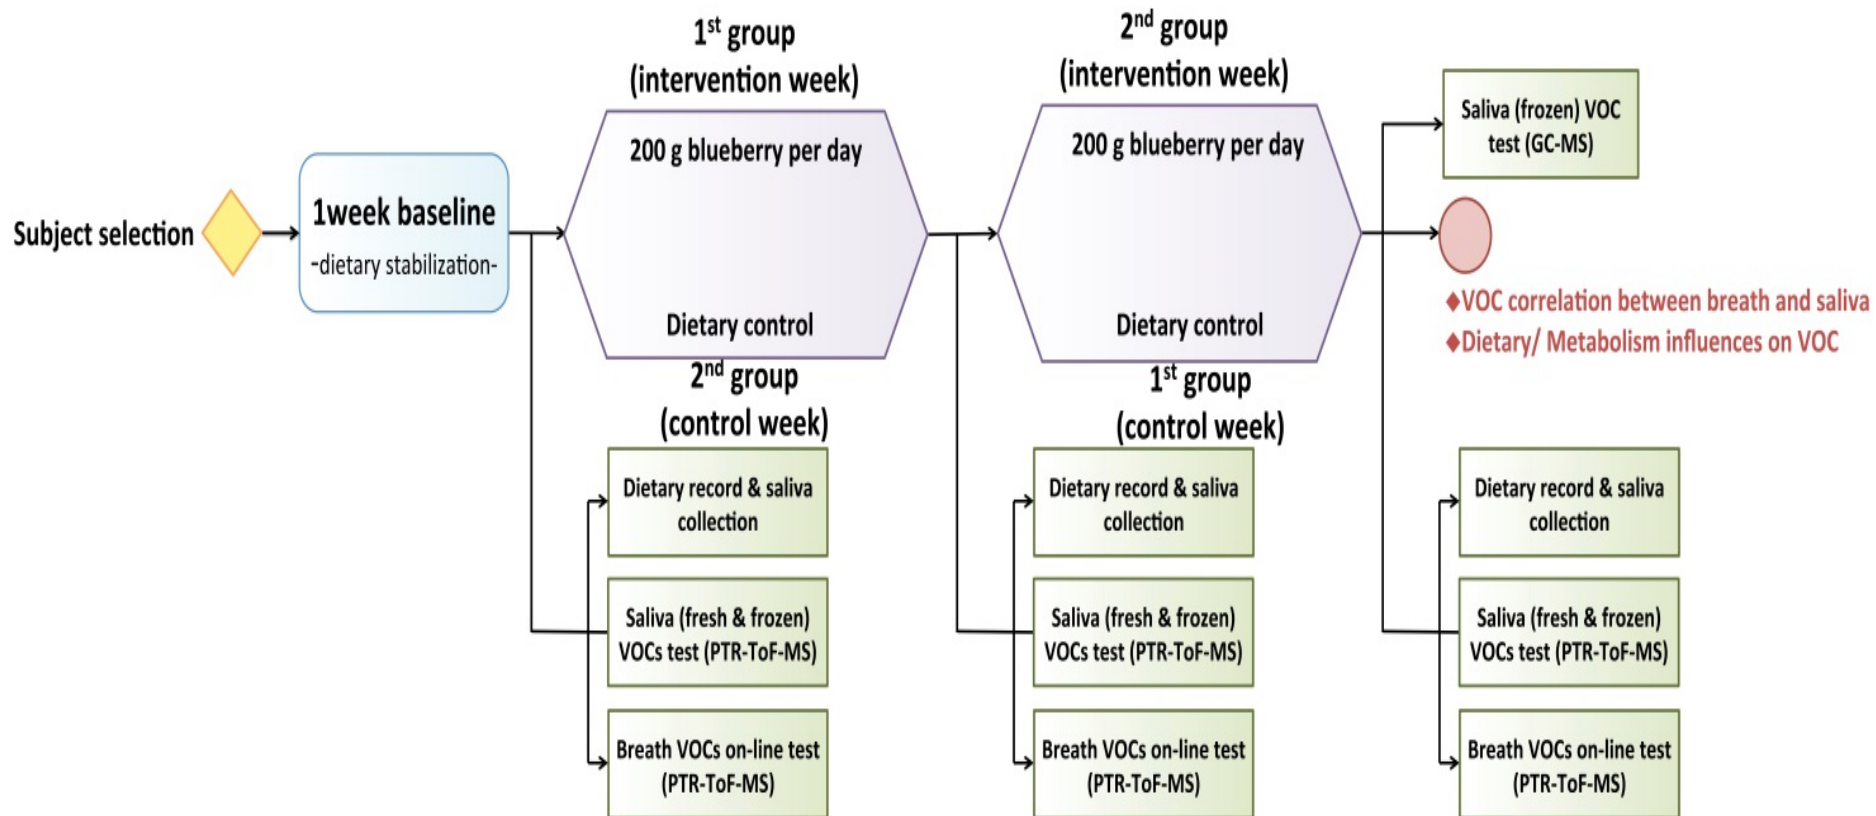 Subject selection
1week baseline
-dietary stabilization-
1st group
(intervention week)
200 g blueberry per day
Dietary control
2nd group
(control week)
Dietary record & saliva
collection
Saliva (fresh & frozen)
VOCs test (PTR-ToF-MS)
Breath VOCs on-line test
(PTR-ToF-MS)
2nd group
(intervention week)
200 g blueberry per day
Dietary control
1st group
(control week)
Dietary record & saliva
collection
Saliva (fresh & frozen)
VOCs test (PTR-ToF-MS)
Breath VOCs on-line test
(PTR-ToF-MS)
Saliva (frozen) VOC
test (GC-MS)
♦VOC correlation between breath and saliva
♦Dietary/ Metabolism influences on VOC
Dietary record & saliva
collection
Saliva (fresh & frozen)
VOCs test (PTR-ToF-MS)
Breath VOCs on-line test
(PTR-ToF-MS)